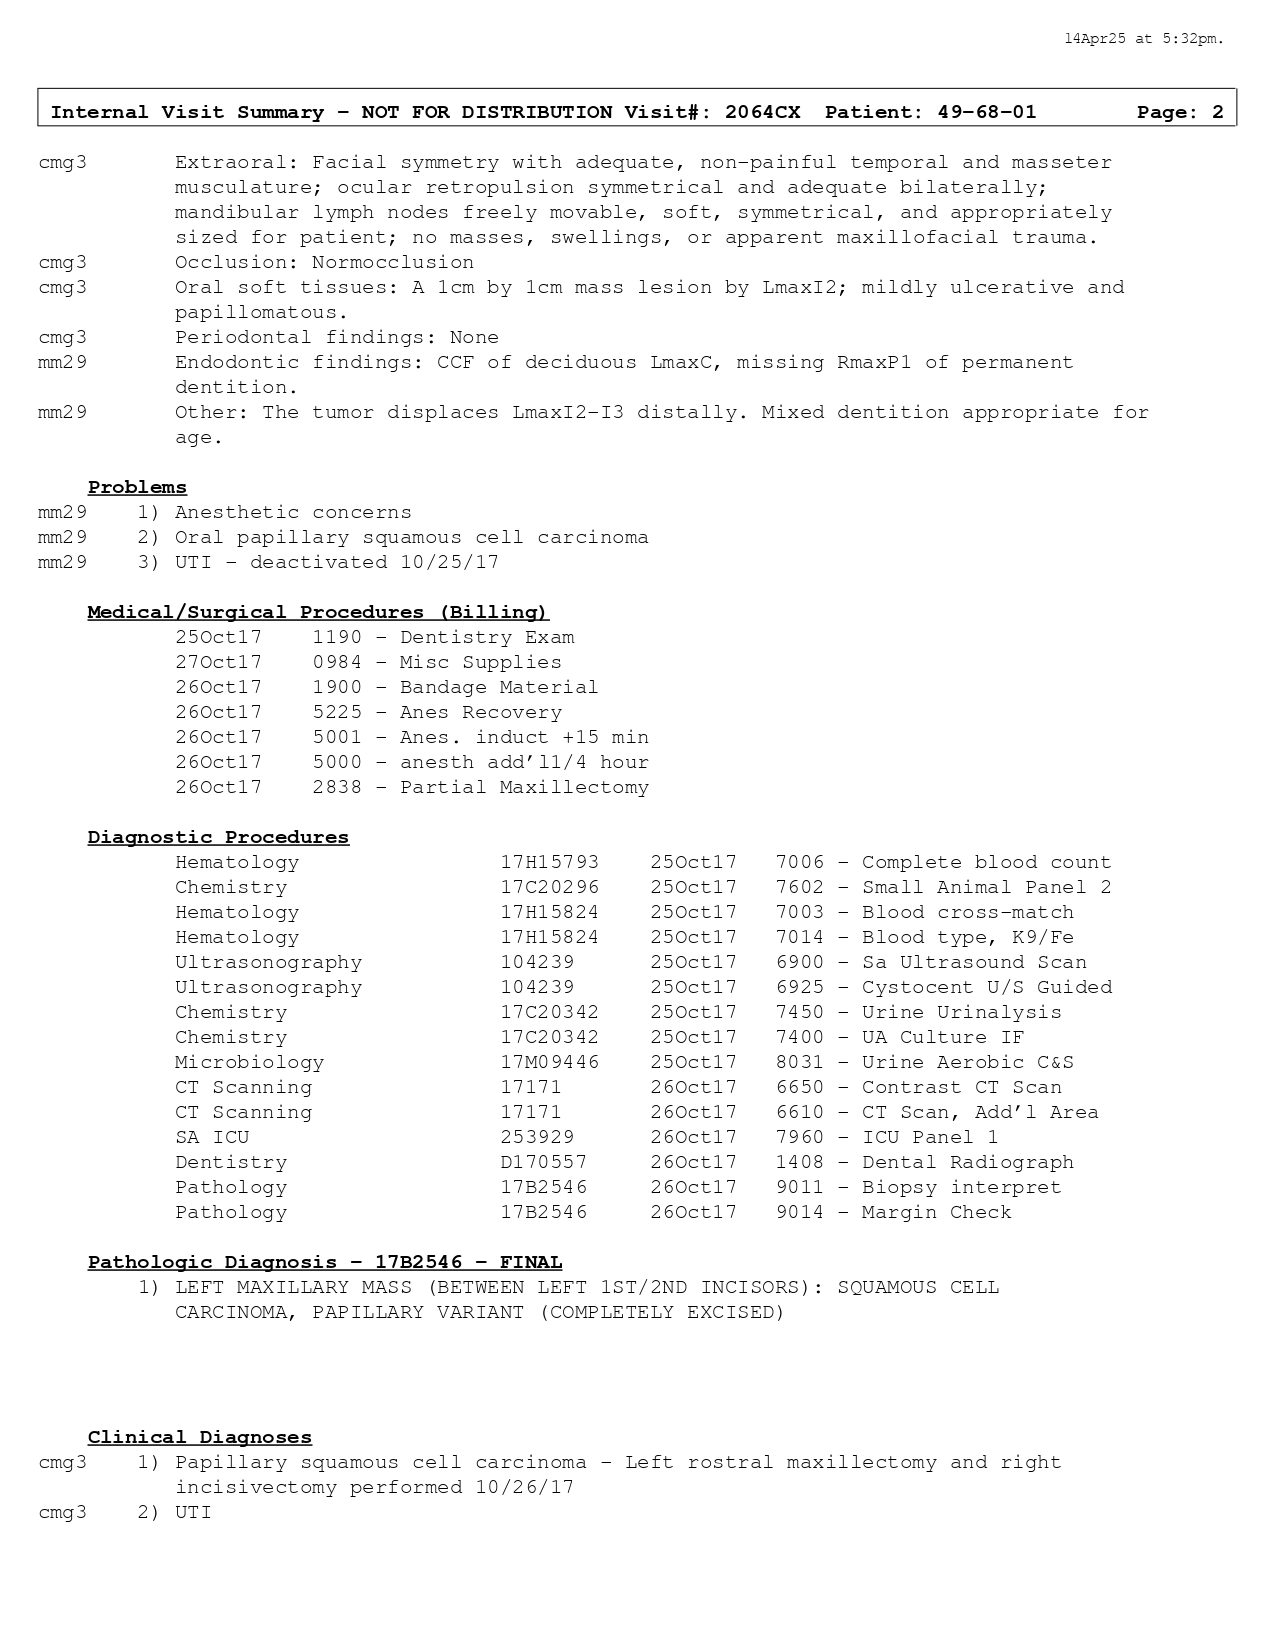 14Apr25 at 5:32pm.
Internal Visit Summary - NOT FOR DISTRIBUTION Visit#: 2064CX Patient: 49-68-01 Page: 2
cmg3 Extraoral: Facial symmetry with adequate, non-painful temporal and masseter
musculature; ocular retropulsion symmetrical and adequate bilaterally;
mandibular lymph nodes freely movable, soft, symmetrical, and appropriately
sized for patient; no masses, swellings, or apparent maxillofacial trauma.
cmg3 Occlusion: Normocclusion
cmg3 Oral soft tissues: A 1cm by 1cm mass lesion by LmaxI2; mildly ulcerative and
papillomatous.
cmg3 Periodontal findings: None
mm29 Endodontic findings: CCF of deciduous LmaxC, missing RmaxP1 of permanent
dentition.
mm29 Other: The tumor displaces LmaxI2-I3 distally. Mixed dentition appropriate for
age.
Problems
mm29 1) Anesthetic concerns
mm29 2) Oral papillary squamous cell carcinoma
mm29 3) UTI - deactivated 10/25/17
Medical/Surgical Procedures (Billing)
25Oct17 1190 - Dentistry Exam
27Oct17 0984 - Misc Supplies
26Oct17 1900 - Bandage Material
26Oct17 5225 - Anes Recovery
26Oct17 5001 - Anes. induct +15 min
26Oct17 5000 - anesth add'l1/4 hour
26Oct17 2838 - Partial Maxillectomy
Diagnostic Procedures
Hematology 17H15793 25Oct17 7006 - Complete blood count
Chemistry 17C20296 25Oct17 7602 - Small Animal Panel 2
Hematology 17H15824 25Oct17 7003 - Blood cross-match
Hematology 17H15824 25Oct17 7014 - Blood type, K9/Fe
Ultrasonography 104239 25Oct17 6900 - Sa Ultrasound Scan
Ultrasonography 104239 25Oct17 6925 - Cystocent U/S Guided
Chemistry 17C20342 25Oct17 7450 - Urine Urinalysis
Chemistry 17C20342 25Oct17 7400 - UA Culture IF
Microbiology 17M09446 25Oct17 8031 - Urine Aerobic C&S
CT Scanning 17171 26Oct17 6650 - Contrast CT Scan
CT Scanning 17171 26Oct17 6610 - CT Scan, Add'l Area
SA ICU 253929 26Oct17 7960 - ICU Panel 1
Dentistry D170557 26Oct17 1408 - Dental Radiograph
Pathology 17B2546 26Oct17 9011 - Biopsy interpret
Pathology 17B2546 26Oct17 9014 - Margin Check
Pathologic Diagnosis - 17B2546 - FINAL
1) LEFT MAXILLARY MASS (BETWEEN LEFT 1ST/2ND INCISORS): SQUAMOUS CELL
CARCINOMA, PAPILLARY VARIANT (COMPLETELY EXCISED)
Clinical Diagnoses
cmg3 1) Papillary squamous cell carcinoma - Left rostral maxillectomy and right
incisivectomy performed 10/26/17
cmg3 2) UTI